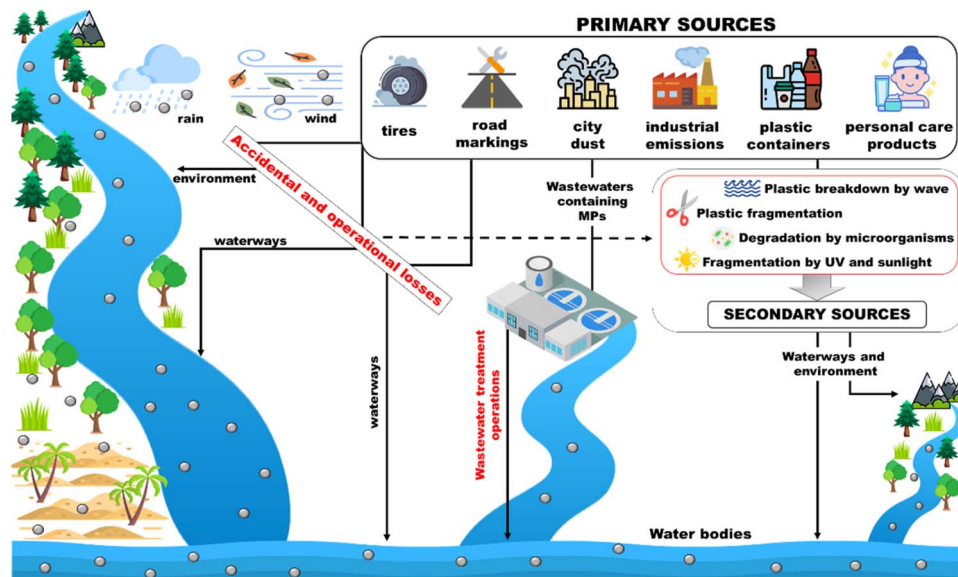 PRIMARY SOURCES
tires
road
markings
city
dust
industrial
emissions
plastic
containers
personal care
products
rain
wind
environment
Accidental and operational losses
waterways
waterways
Wastewaters
containing
MPs
Plastic breakdown by wave
Plastic fragmentation
Degradation by microorganisms
Fragmentation by UV and sunlight
SECONDARY SOURCES
Wastewater treatment
operations
Waterways and
environment
Water bodies